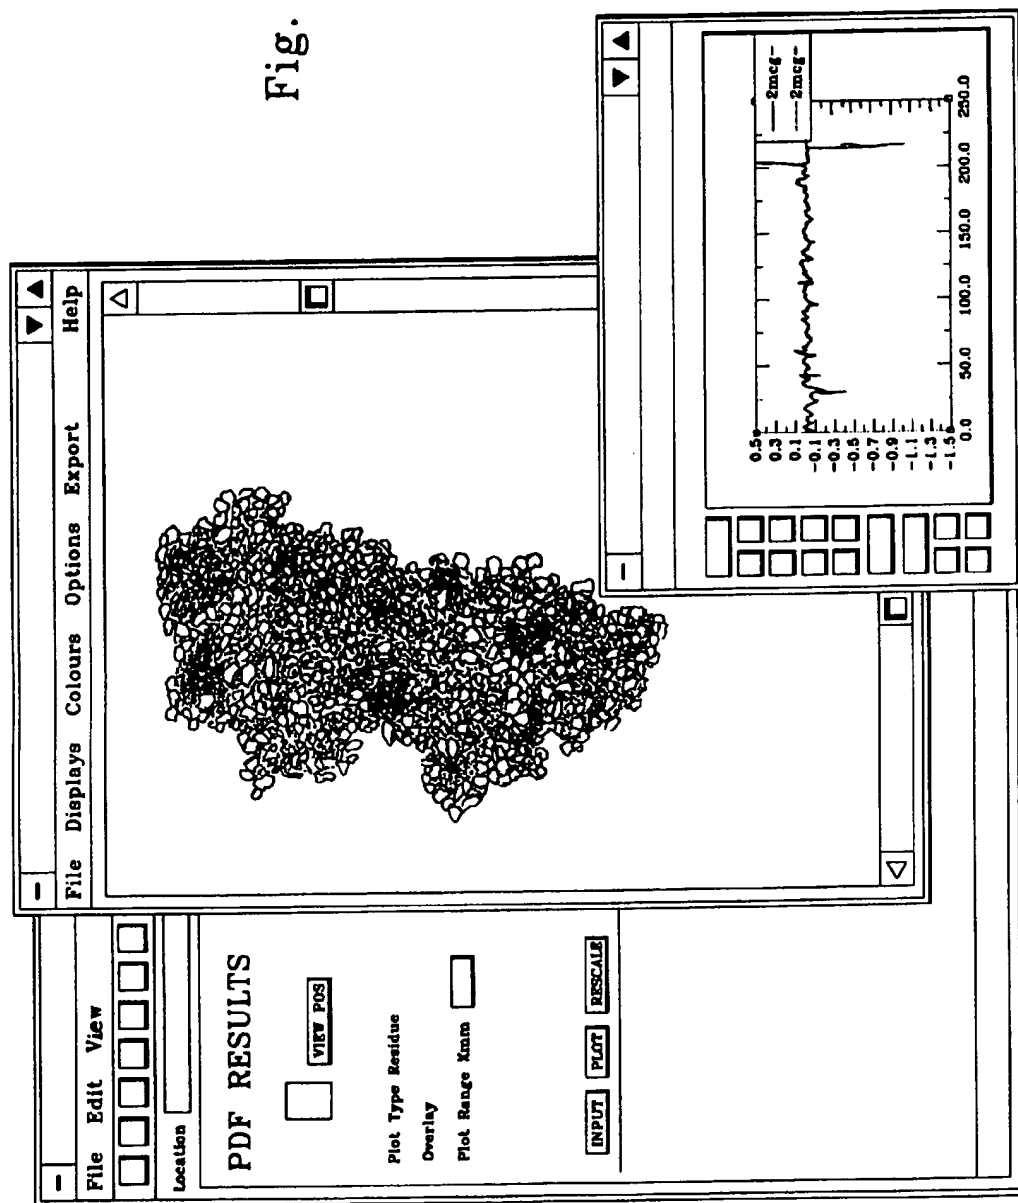 Fig.
File Edit View
Location
PDF RESULTS
VIEW POS
Plot Type Residue
Overlay
Plot Range Xmm
INPUT PLOT RESCALE
File Displays Colours Options Export Help
0.5
0.3
0.1
-0.1
-0.3
-0.5
-0.7
-0.9
-1.1
-1.3
-1.5
0.0 50.0 100.0 150.0 200.0 250.0
2mcg-
2mcg-